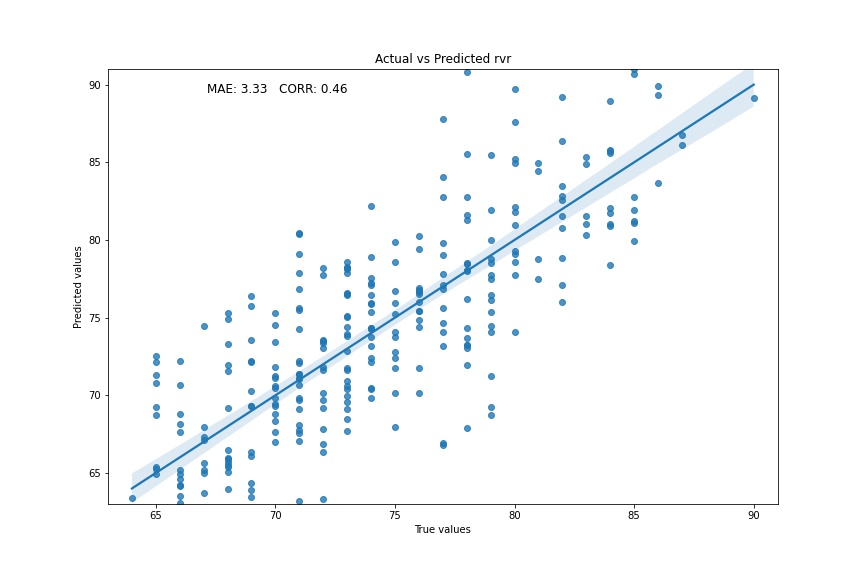 Actual vs Predicted rvr
MAE: 3.33   CORR: 0.46
90
85
80
75
70
65
Predicted values
65 70 75 80 85 90
True values